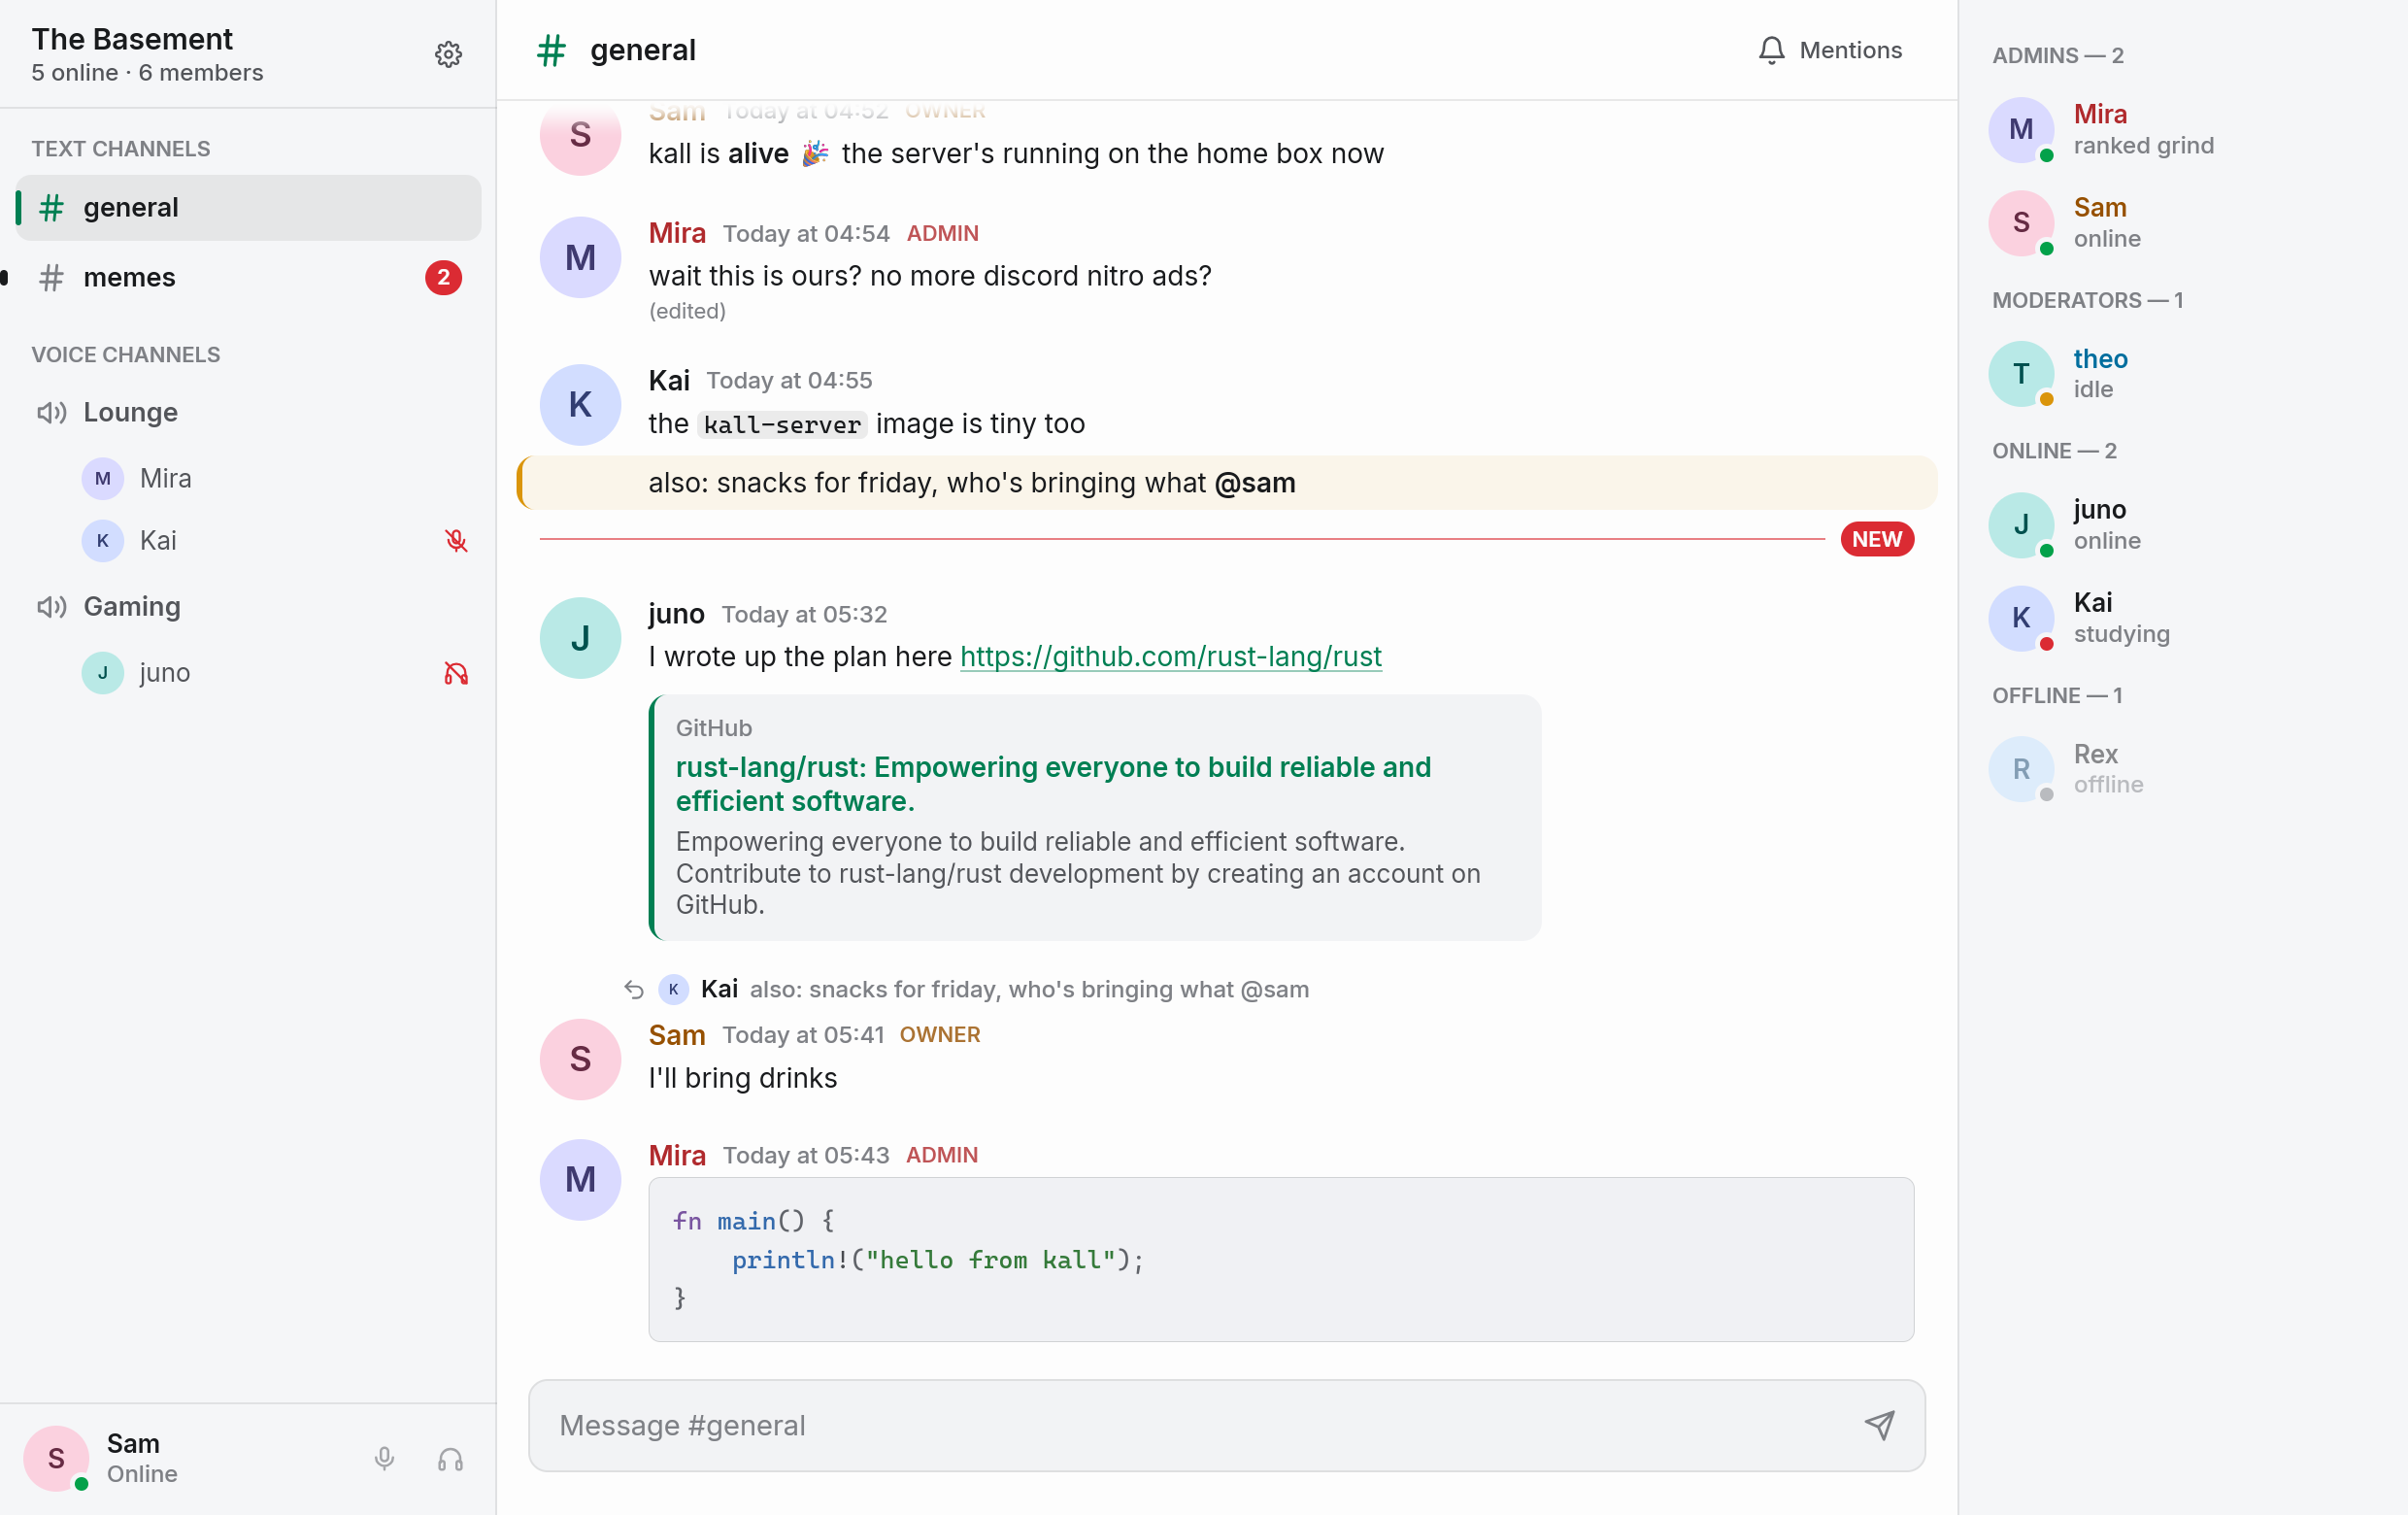 The Basement
5 online · 6 members
TEXT CHANNELS
# general
# memes
2
VOICE CHANNELS
Lounge
M Mira
K Kai
Gaming
J juno
S
Sam
Online
# general
Mentions
S
Sam Today at 04:52 OWNER
kall is alive 🎉 the server's running on the home box now
M
Mira Today at 04:54 ADMIN
wait this is ours? no more discord nitro ads?
(edited)
K
Kai Today at 04:55
the kall-server image is tiny too
also: snacks for friday, who's bringing what @sam
NEW
J
juno Today at 05:32
I wrote up the plan here https://github.com/rust-lang/rust
GitHub
rust-lang/rust: Empowering everyone to build reliable and
efficient software.
Empowering everyone to build reliable and efficient software.
Contribute to rust-lang/rust development by creating an account on
GitHub.
K Kai also: snacks for friday, who's bringing what @sam
S
Sam Today at 05:41 OWNER
I'll bring drinks
M
Mira Today at 05:43 ADMIN
fn main() {
    println!("hello from kall");
}
Message #general
ADMINS — 2
M
Mira
ranked grind
S
Sam
online
MODERATORS — 1
T
theo
idle
ONLINE — 2
J
juno
online
K
Kai
studying
OFFLINE — 1
R
Rex
offline